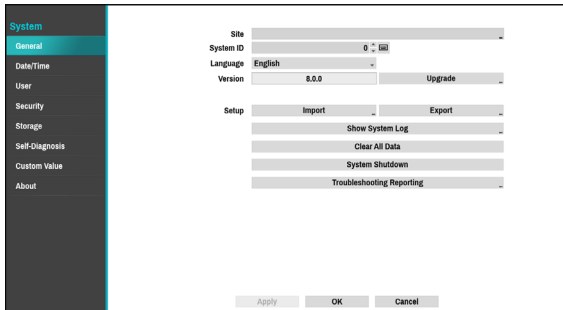 System
General
Date/Time
User
Security
Storage
Self-Diagnosis
Custom Value
About
Site
System ID 0
Language English
Version 8.0.0 Upgrade
Setup Import Export
Show System Log
Clear All Data
System Shutdown
Troubleshooting Reporting
Apply OK Cancel